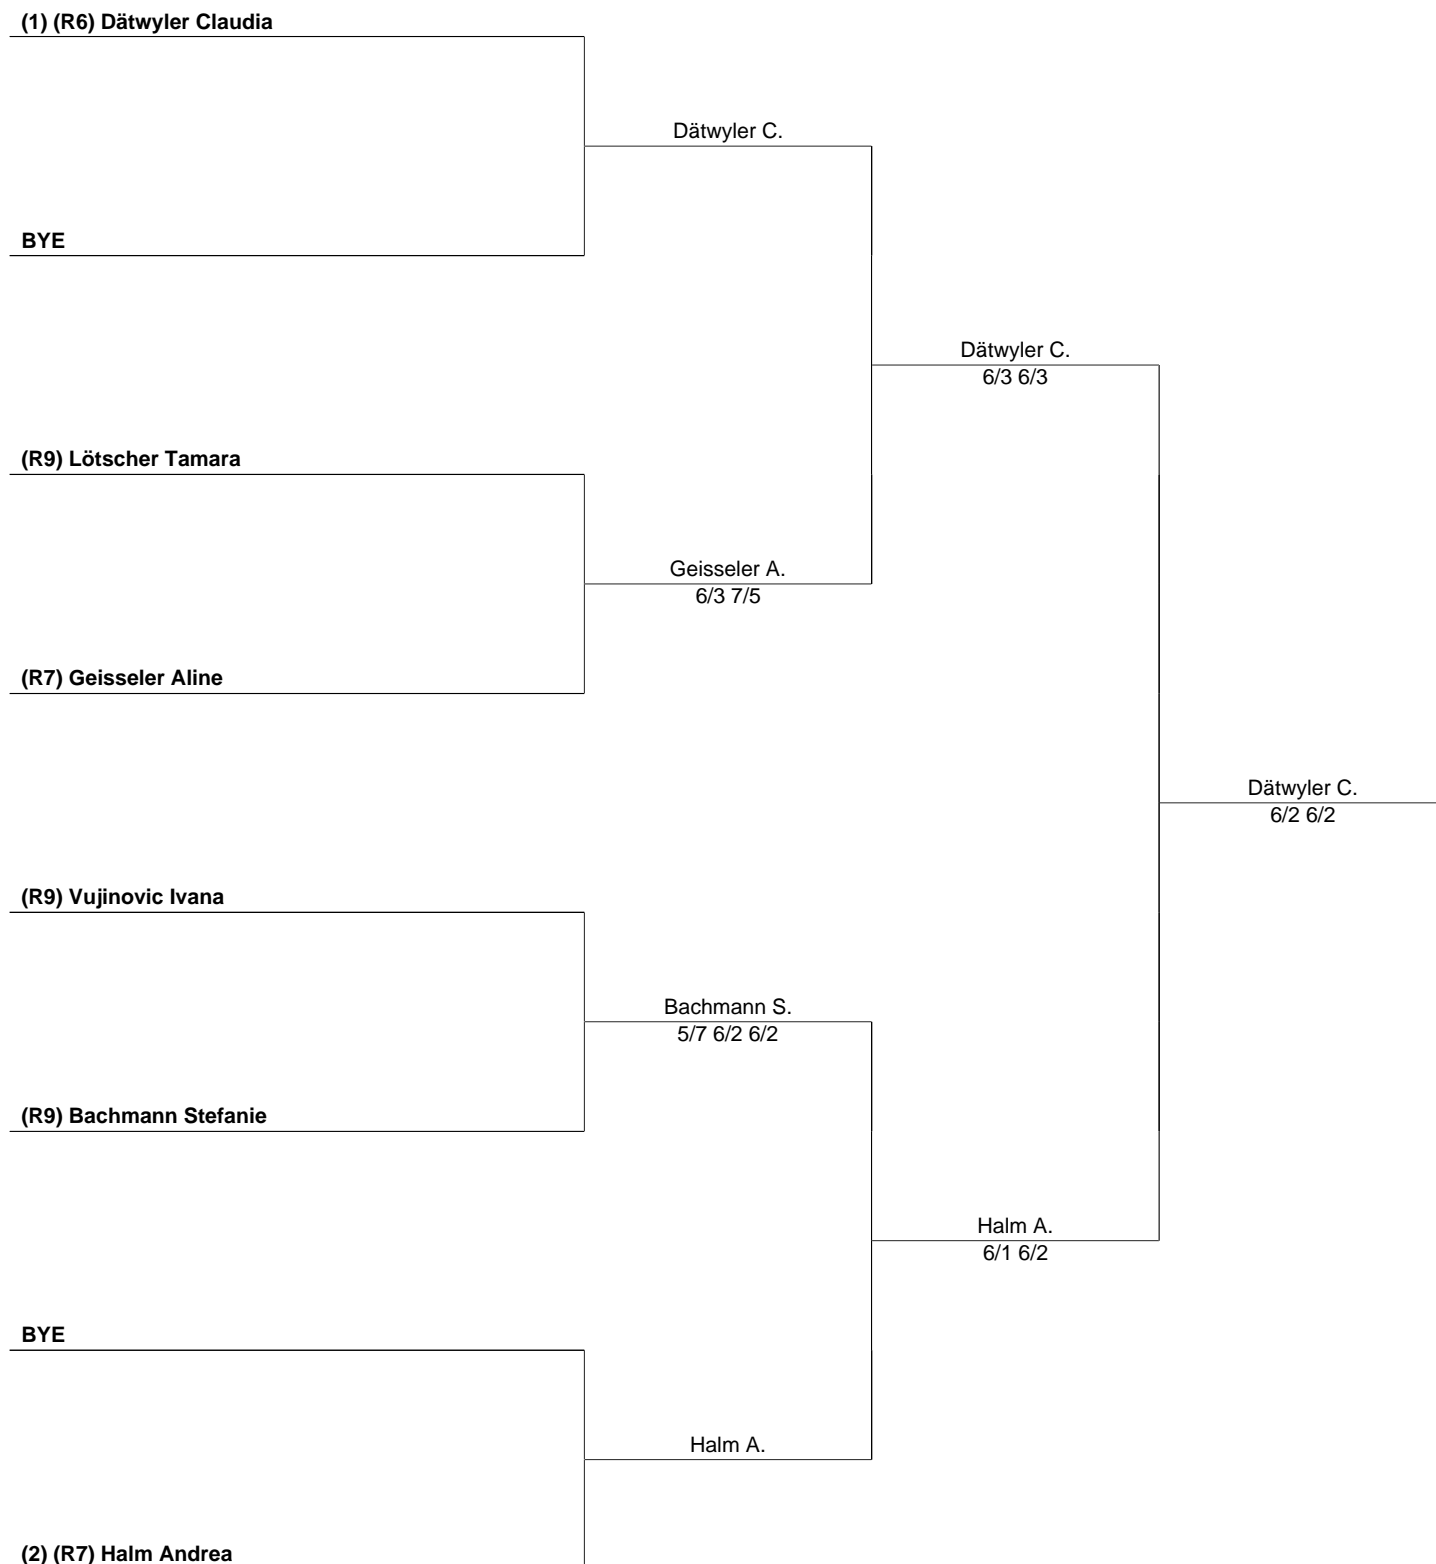 (1) (R6) Dätwyler Claudia
Dätwyler C.
BYE
Dätwyler C.
6/3 6/3
(R9) Lötscher Tamara
Geisseler A.
6/3 7/5
(R7) Geisseler Aline
Dätwyler C.
6/2 6/2
(R9) Vujinovic Ivana
Bachmann S.
5/7 6/2 6/2
(R9) Bachmann Stefanie
Halm A.
6/1 6/2
BYE
Halm A.
(2) (R7) Halm Andrea